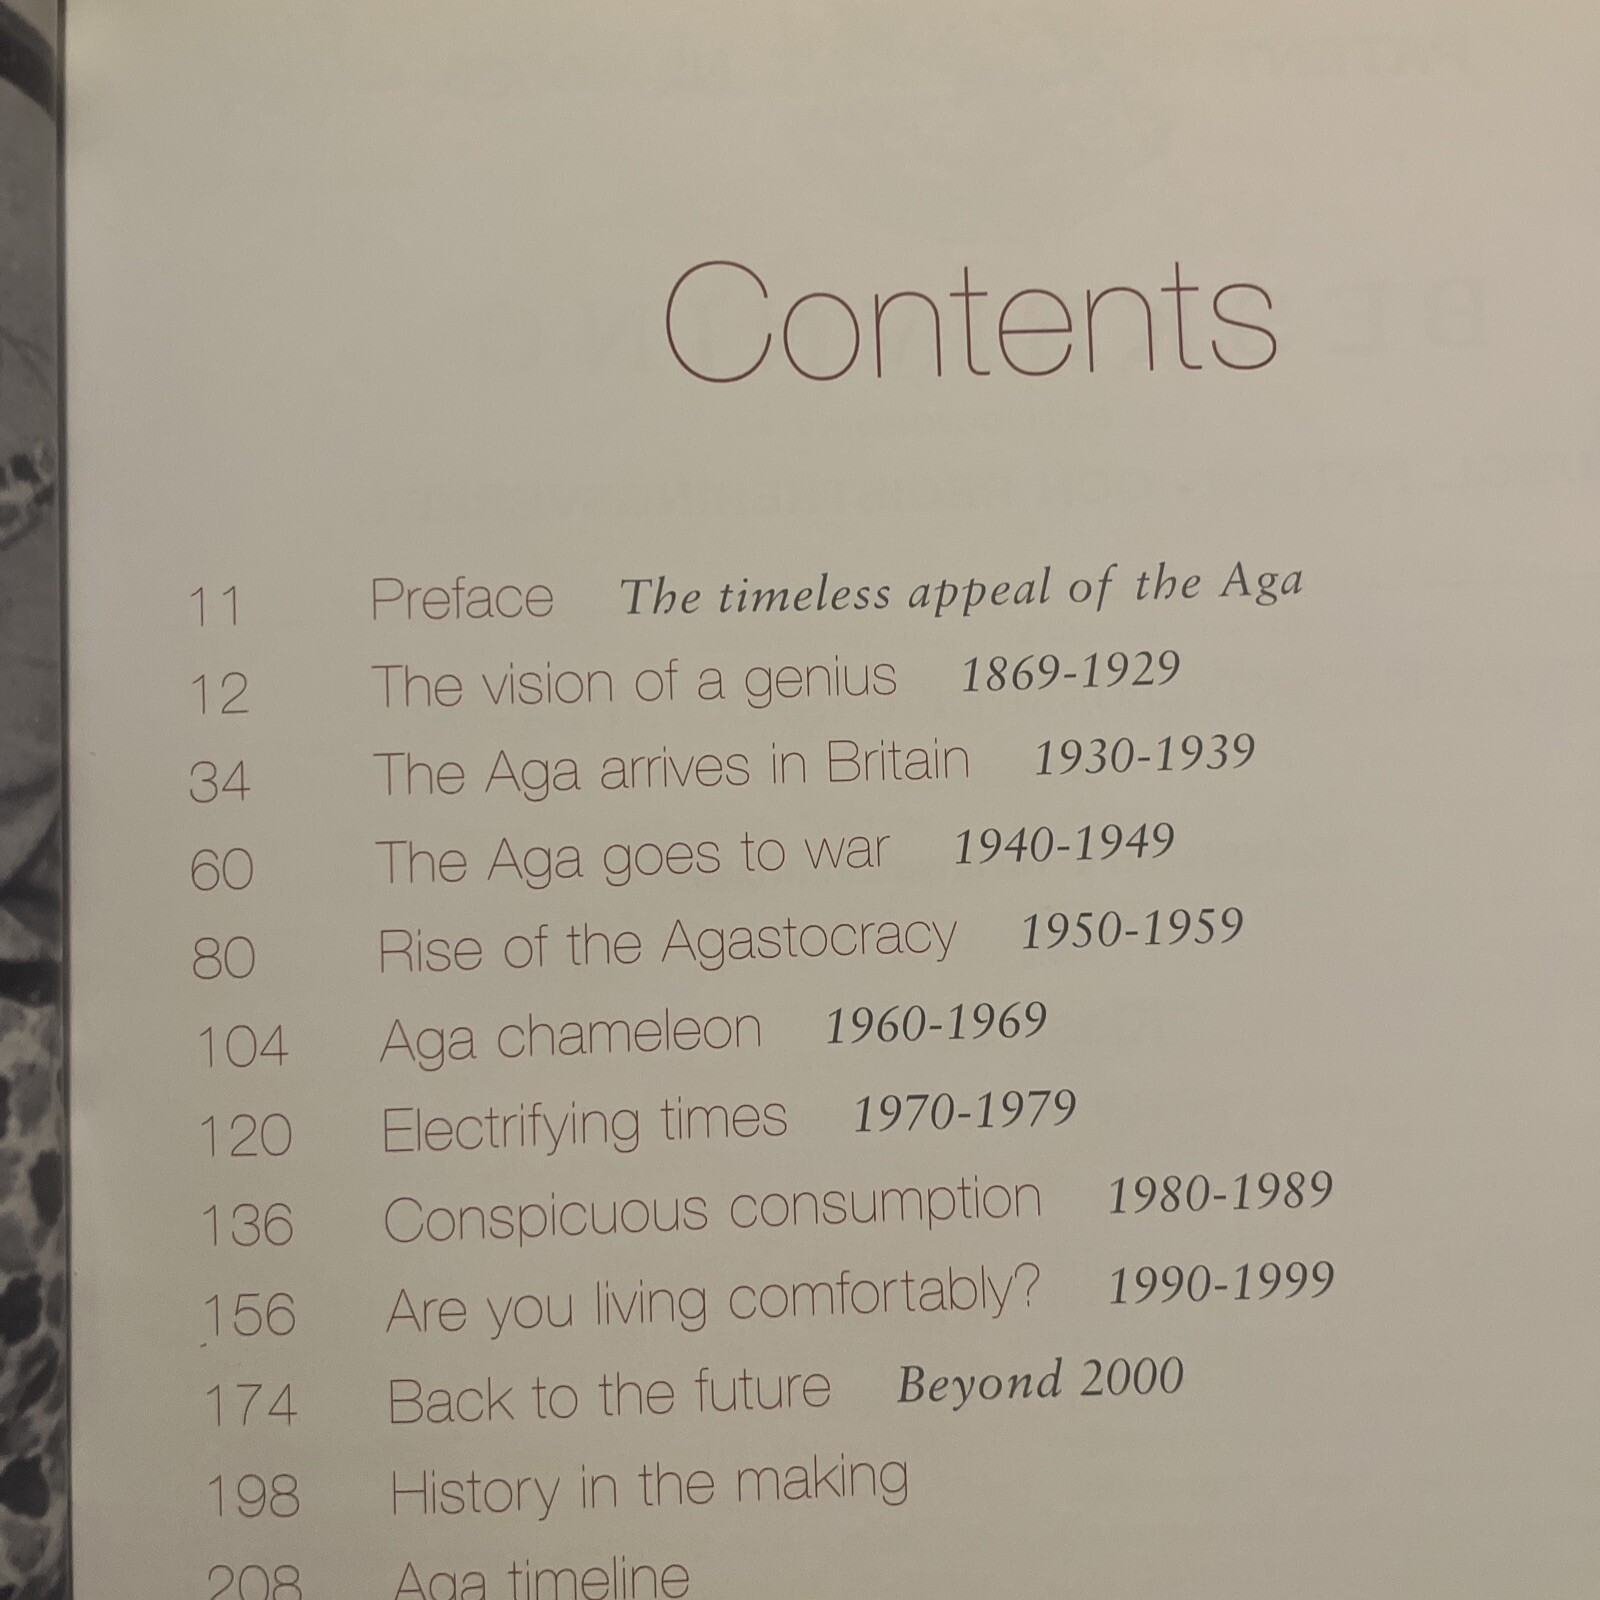 Contents
11 Preface The timeless appeal of the Aga
12 The vision of a genius 1869-1929
34 The Aga arrives in Britain 1930-1939
60 The Aga goes to war 1940-1949
80 Rise of the Agastocracy 1950-1959
104 Aga chameleon 1960-1969
120 Electrifying times 1970-1979
136 Conspicuous consumption 1980-1989
156 Are you living comfortably? 1990-1999
174 Back to the future Beyond 2000
198 History in the making
208 Aga timeline